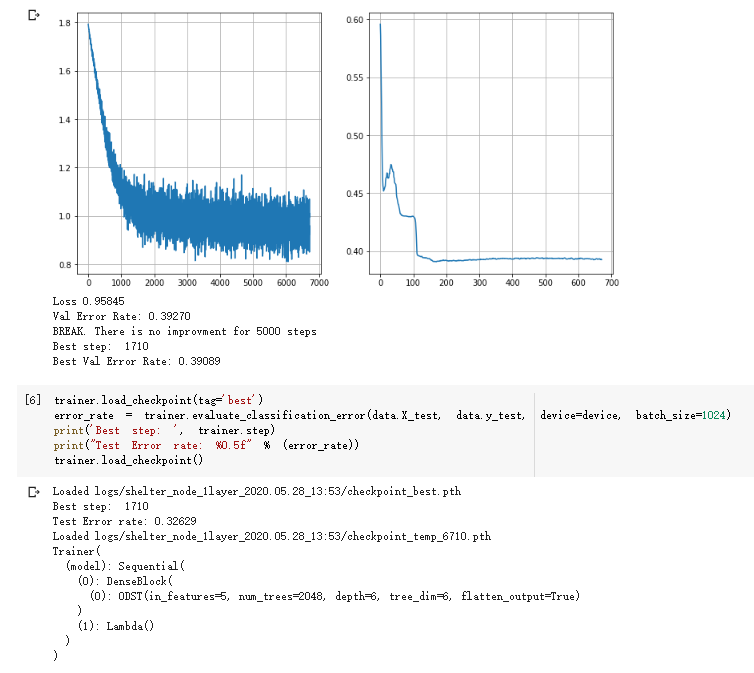 1.8
1.6
1.4
1.2
1.0
0.8
0 1000 2000 3000 4000 5000 6000 7000
0.60
0.55
0.50
0.45
0.40
0 100 200 300 400 500 600 700
Loss 0.95845
Val Error Rate: 0.39270
BREAK. There is no improvment for 5000 steps
Best step:  1710
Best Val Error Rate: 0.39089
[6] trainer.load_checkpoint(tag='best')
error_rate = trainer.evaluate_classification_error(data.X_test, data.y_test, device=device, batch_size=1024)
print('Best step: ', trainer.step)
print("Test Error rate: %0.5f" % (error_rate))
trainer.load_checkpoint()
Loaded logs/shelter_node_1layer_2020.05.28_13:53/checkpoint_best.pth
Best step:  1710
Test Error rate: 0.32629
Loaded logs/shelter_node_1layer_2020.05.28_13:53/checkpoint_temp_6710.pth
Trainer(
(model): Sequential(
(0): DenseBlock(
(0): ODST(in_features=5, num_trees=2048, depth=6, tree_dim=6, flatten_output=True)
)
(1): Lambda()
)
)